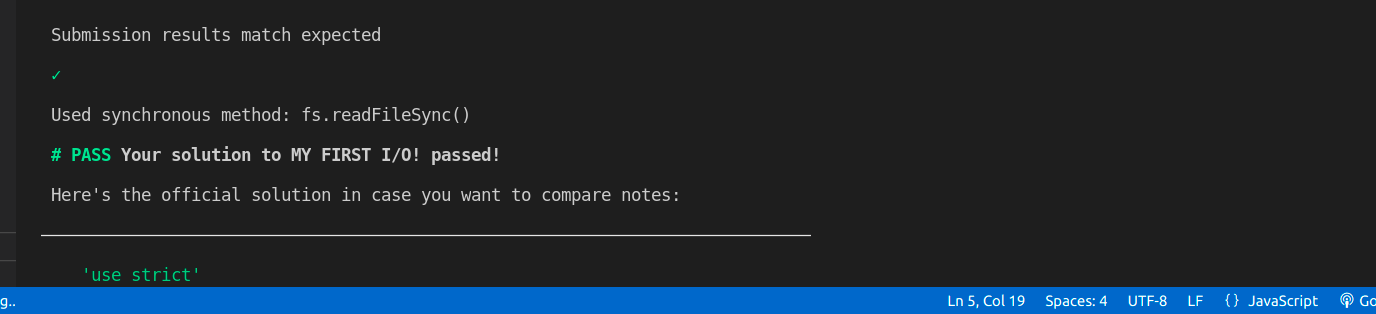 Submission results match expected
✓
Used synchronous method: fs.readFileSync()
# PASS Your solution to MY FIRST I/O! passed!
Here's the official solution in case you want to compare notes:
'use strict'
g.. Ln 5, Col 19 Spaces: 4 UTF-8 LF {} JavaScript Go